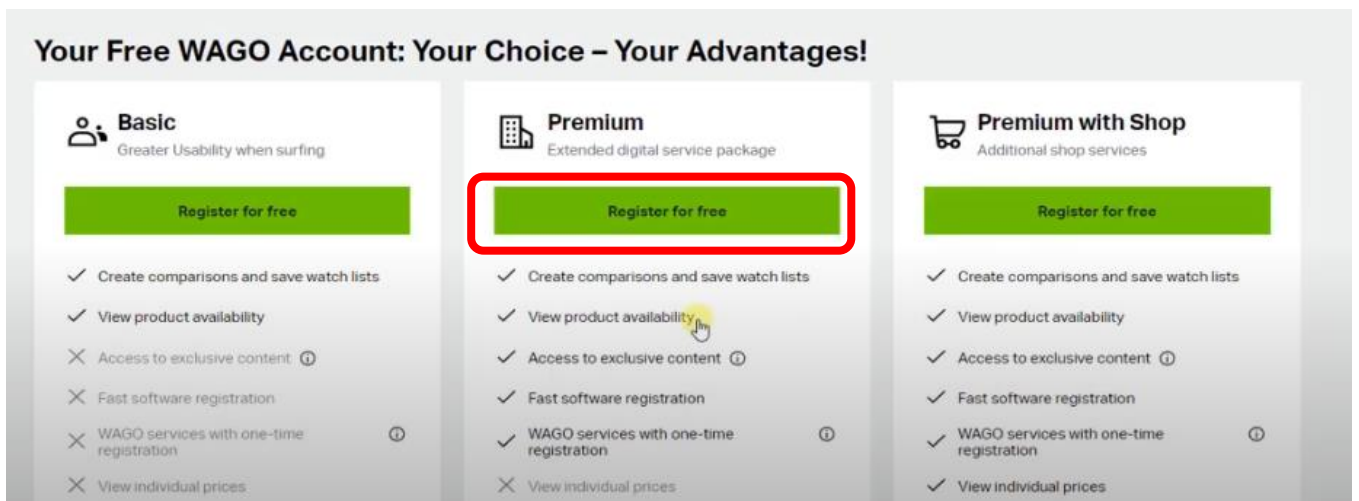 Your Free WAGO Account: Your Choice – Your Advantages!
Basic
Greater Usability when surfing
Register for free
Create comparisons and save watch lists
View product availability
Access to exclusive content
Fast software registration
WAGO services with one-time
registration
View individual prices
Premium
Extended digital service package
Register for free
Create comparisons and save watch lists
View product availability
Access to exclusive content
Fast software registration
WAGO services with one-time
registration
View individual prices
Premium with Shop
Additional shop services
Register for free
Create comparisons and save watch lists
View product availability
Access to exclusive content
Fast software registration
WAGO services with one-time
registration
View individual prices